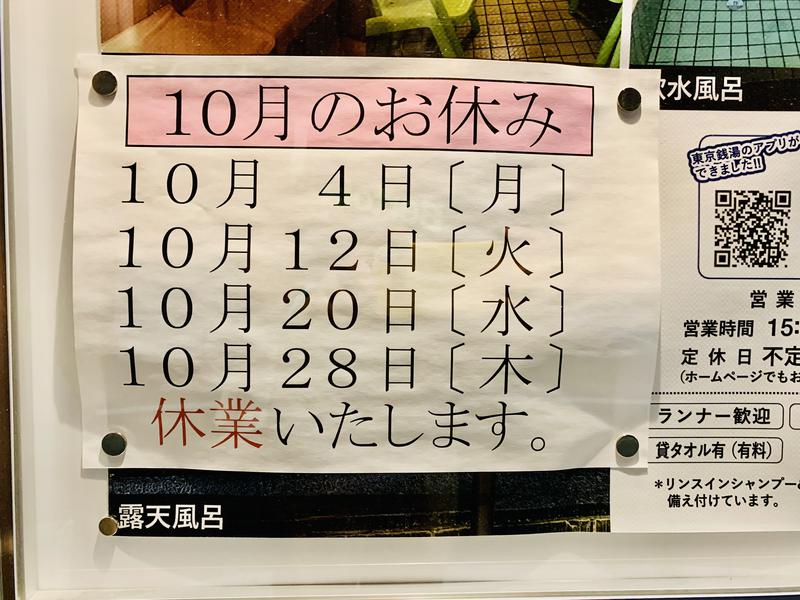 10月のお休み
10月 4日〔月〕
10月12日〔火〕
10月20日〔水〕
10月28日〔木〕
休業いたします。
露天風呂
水風呂
東京銭湯のアプリが
できました!!
営業
営業時間 15:
定休日 不定
(ホームページでもお
ランナー歓迎
貸タオル有(有料)
*リンスインシャンプー
備え付けています。